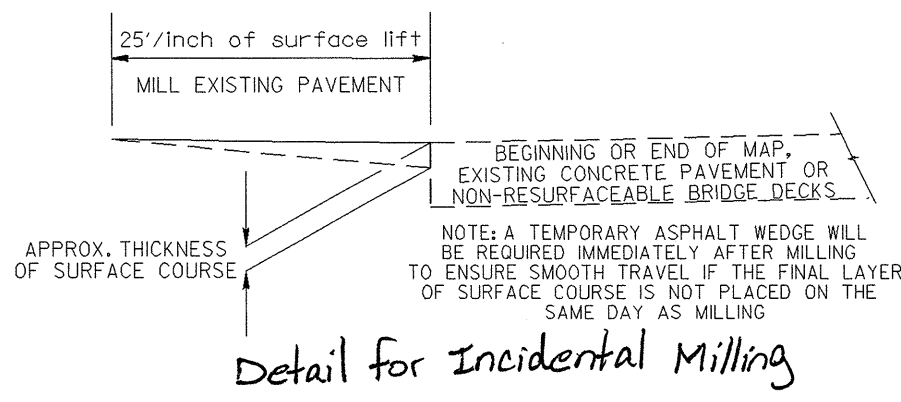 25'/inch of surface lift
MILL EXISTING PAVEMENT
BEGINNING OR END OF MAP,
EXISTING CONCRETE PAVEMENT OR
NON-RESURFACEABLE BRIDGE DECKS
APPROX. THICKNESS
OF SURFACE COURSE
NOTE: A TEMPORARY ASPHALT WEDGE WILL
BE REQUIRED IMMEDIATELY AFTER MILLING
TO ENSURE SMOOTH TRAVEL IF THE FINAL LAYER
OF SURFACE COURSE IS NOT PLACED ON THE
SAME DAY AS MILLING
Detail for Incidental Milling